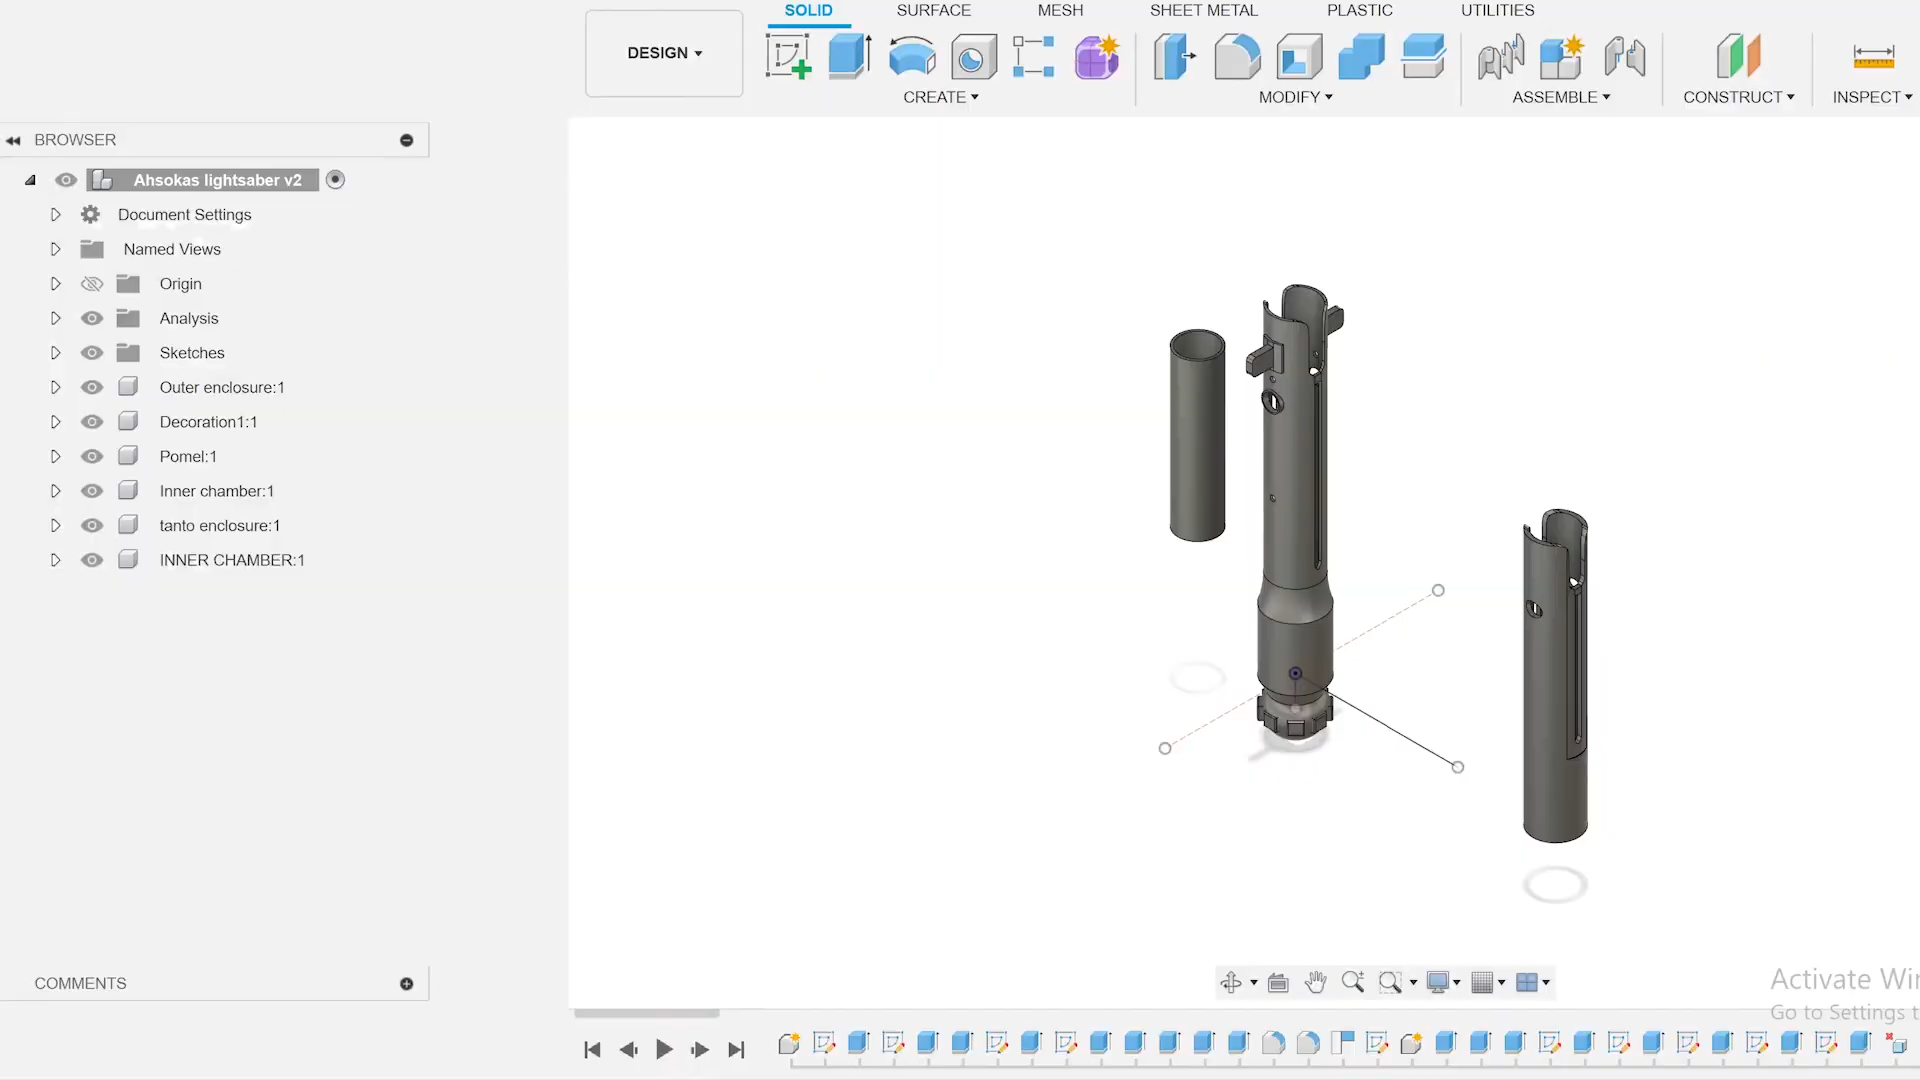 SOLID SURFACE MESH SHEET METAL PLASTIC UTILITIES
DESIGN
CREATE MODIFY ASSEMBLE CONSTRUCT INSPECT
BROWSER
Ahsokas lightsaber v2
Document Settings
Named Views
Origin
Analysis
Sketches
Outer enclosure:1
Decoration1:1
Pomel:1
Inner chamber:1
tanto enclosure:1
INNER CHAMBER:1
COMMENTS
Activate Wi
Go to Settings t